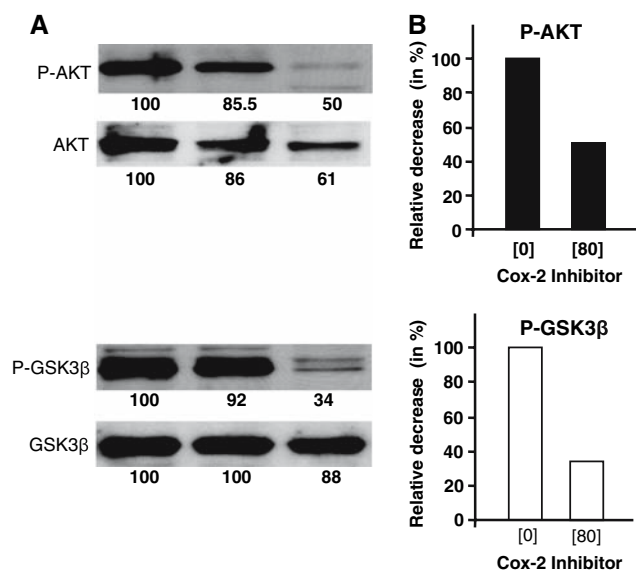 A
P-AKT
100 85.5 50
AKT
100 86 61
P-GSK3β
100 92 34
GSK3β
100 100 88
B
P-AKT
Relative decrease (in %)
100
80
60
40
20
0
[0] [80]
Cox-2 Inhibitor
P-GSK3β
Relative decrease (in %)
100
80
60
40
20
0
[0] [80]
Cox-2 Inhibitor